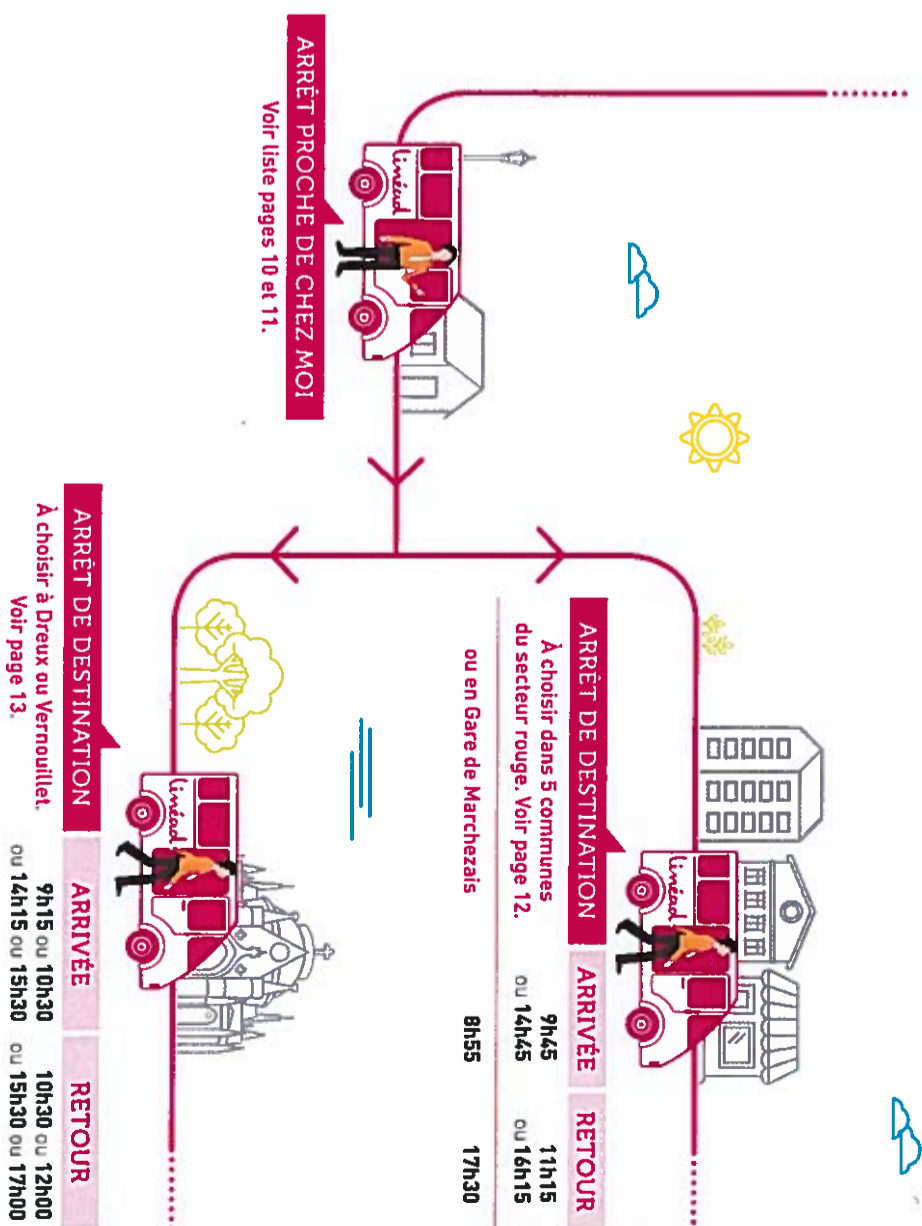 Linéad
ARRÊT PROCHE DE CHEZ MOI
Voir liste pages 10 et 11.
Linéad
ARRÊT DE DESTINATION
ARRIVÉE
RETOUR
À choisir dans 5 communes
du secteur rouge. Voir page 12.
9h45
ou 14h45
11h15
ou 16h15
ou en Gare de Marchezais
8h55
17h30
Linéad
ARRÊT DE DESTINATION
ARRIVÉE
RETOUR
À choisir à Dreux ou Vernouillet.
Voir page 13.
9h15 ou 10h30
ou 14h15 ou 15h30
10h30 ou 12h00
ou 15h30 ou 17h00